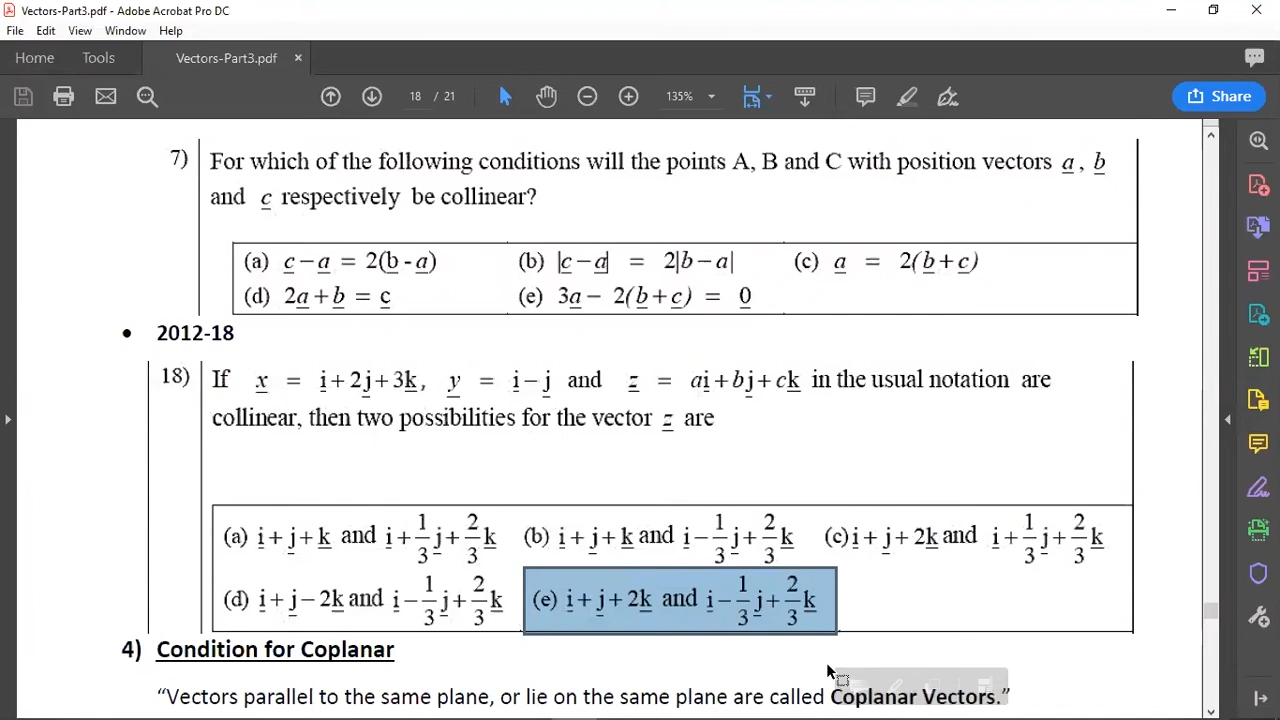 Vectors-Part3.pdf - Adobe Acrobat Pro DC
File Edit View Window Help
Home Tools Vectors-Part3.pdf ×
18 / 21 135% Share
7) For which of the following conditions will the points A, B and C with position vectors a , b
and c respectively be collinear?
(a) c − a = 2(b - a) (b) |c − a| = 2|b − a| (c) a = 2(b + c)
(d) 2a + b = c (e) 3a − 2(b + c) = 0
• 2012-18
18) If x = i + 2j + 3k, y = i − j and z = ai + bj + ck in the usual notation are
collinear, then two possibilities for the vector z are
(a) i + j + k and i + 1/3 j + 2/3 k (b) i + j + k and i − 1/3 j + 2/3 k (c) i + j + 2k and i + 1/3 j + 2/3 k
(d) i + j − 2k and i − 1/3 j + 2/3 k (e) i + j + 2k and i − 1/3 j + 2/3 k
4) Condition for Coplanar
“Vectors parallel to the same plane, or lie on the same plane are called Coplanar Vectors.”